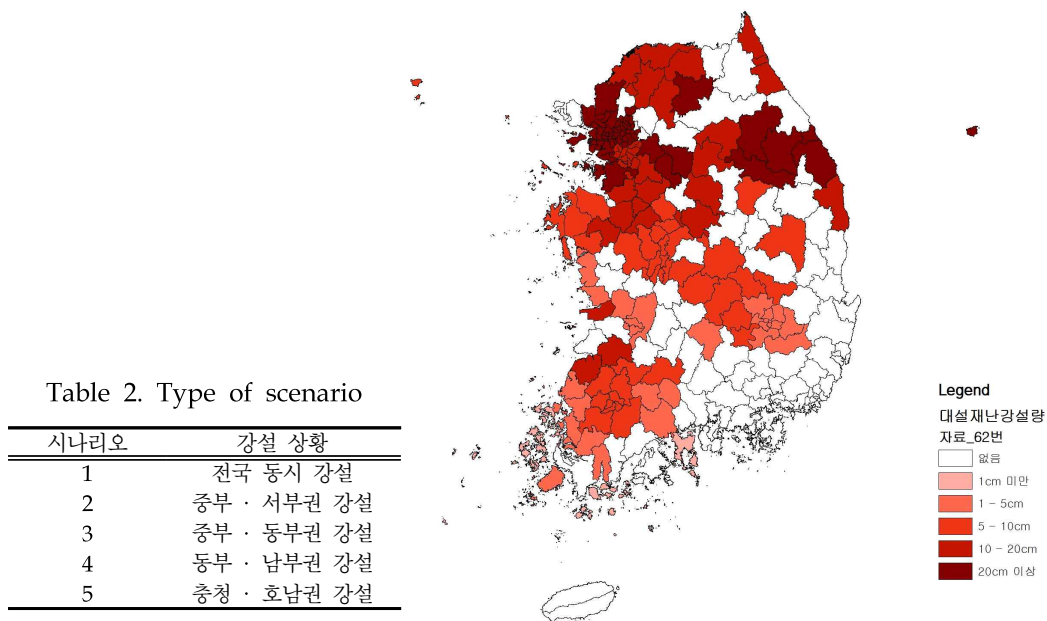 Table 2. Type of scenario
시나리오 강설 상황
1 전국 동시 강설
2 중부 · 서부권 강설
3 중부 · 동부권 강설
4 동부 · 남부권 강설
5 충청 · 호남권 강설
Legend
대설재난강설량
자료_62번
없음
1cm 미만
1 - 5cm
5 - 10cm
10 - 20cm
20cm 이상